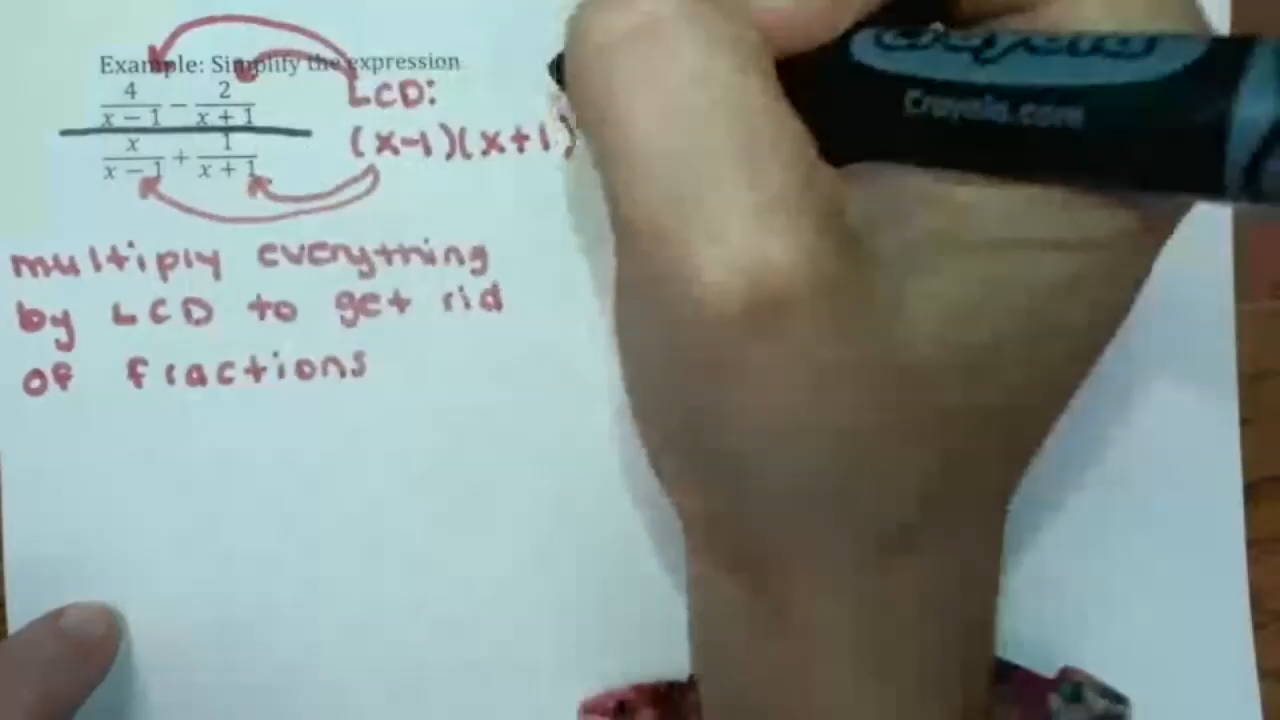 Example: Simplify the expression
4/(x − 1) − 2/(x + 1)
x/(x − 1) + 1/(x + 1)
LCD:
(x-1)(x+1)
multiply everything
by LCD to get rid
of fractions
Crayola
Crayola.com